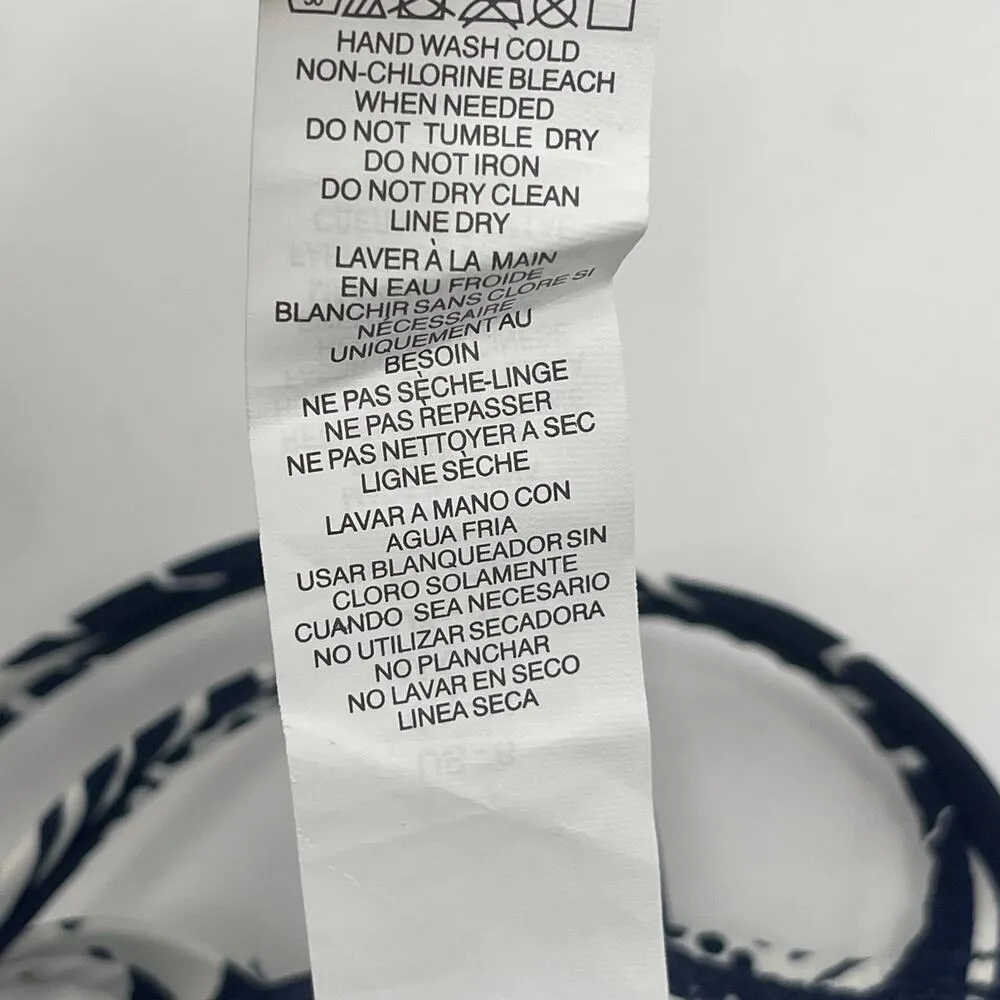 30
HAND WASH COLD
NON-CHLORINE BLEACH
WHEN NEEDED
DO NOT TUMBLE DRY
DO NOT IRON
DO NOT DRY CLEAN
LINE DRY
LAVER À LA MAIN
EN EAU FROIDE
BLANCHIR SANS CLORE SI
NÉCESSAIRE
UNIQUEMENT AU
BESOIN
NE PAS SÈCHE-LINGE
NE PAS REPASSER
NE PAS NETTOYER A SEC
LIGNE SÈCHE
LAVAR A MANO CON
AGUA FRIA
USAR BLANQUEADOR SIN
CLORO SOLAMENTE
CUANDO SEA NECESARIO
NO UTILIZAR SECADORA
NO PLANCHAR
NO LAVAR EN SECO
LINEA SECA